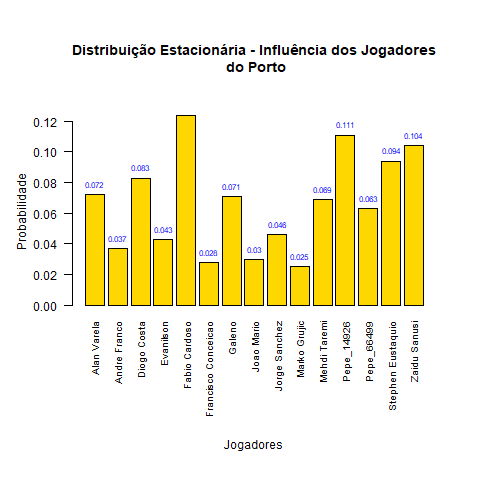 Distribuição Estacionária - Influência dos Jogadores
do Porto
Probabilidade
0.12
0.10
0.08
0.06
0.04
0.02
0.00
0.072
0.037
0.083
0.043
0.028
0.071
0.03
0.046
0.025
0.069
0.111
0.063
0.094
0.104
Alan Varela
Andre Franco
Diogo Costa
Evanilson
Fabio Cardoso
Francisco Conceicao
Galeno
Joao Mario
Jorge Sanchez
Marko Grujic
Mehdi Taremi
Pepe_14926
Pepe_66499
Stephen Eustaquio
Zaidu Sanusi
Jogadores